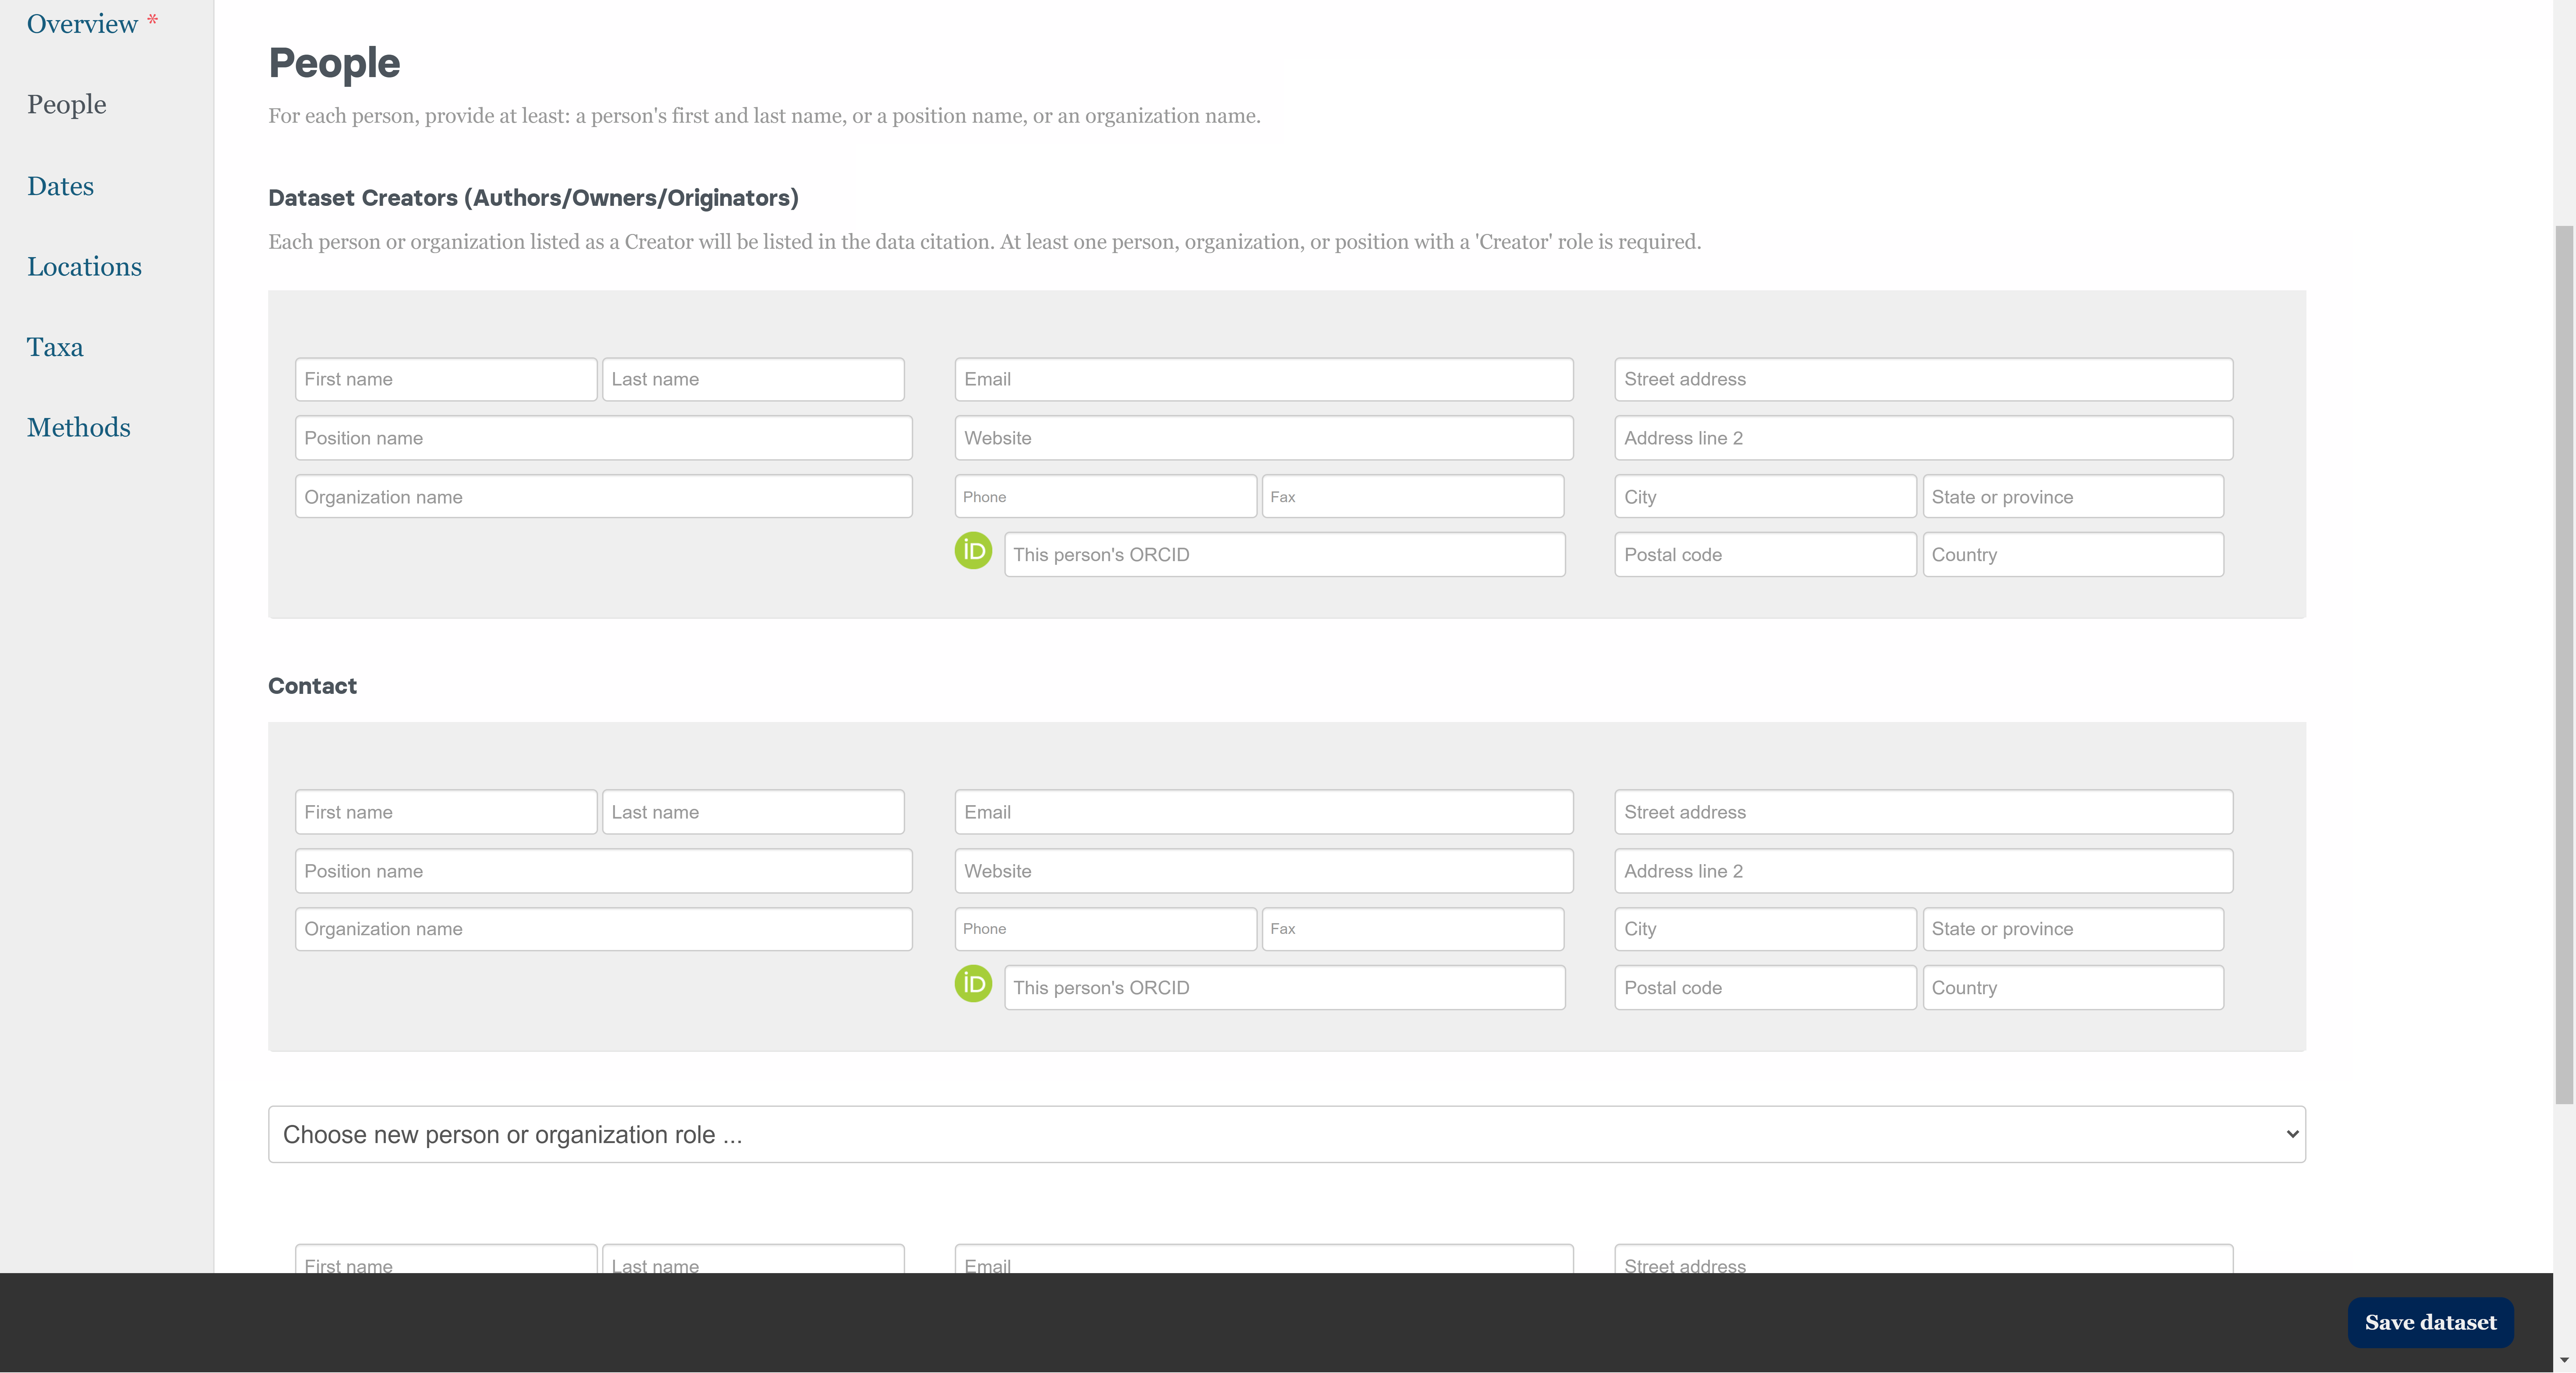 Overview *
People
Dates
Locations
Taxa
Methods
People
For each person, provide at least: a person's first and last name, or a position name, or an organization name.
Dataset Creators (Authors/Owners/Originators)
Each person or organization listed as a Creator will be listed in the data citation. At least one person, organization, or position with a 'Creator' role is required.
First name Last name Email Street address
Position name Website Address line 2
Organization name Phone Fax City State or province
iD This person's ORCID Postal code Country
Contact
First name Last name Email Street address
Position name Website Address line 2
Organization name Phone Fax City State or province
iD This person's ORCID Postal code Country
Choose new person or organization role ...
First name Last name Email Street address
Save dataset